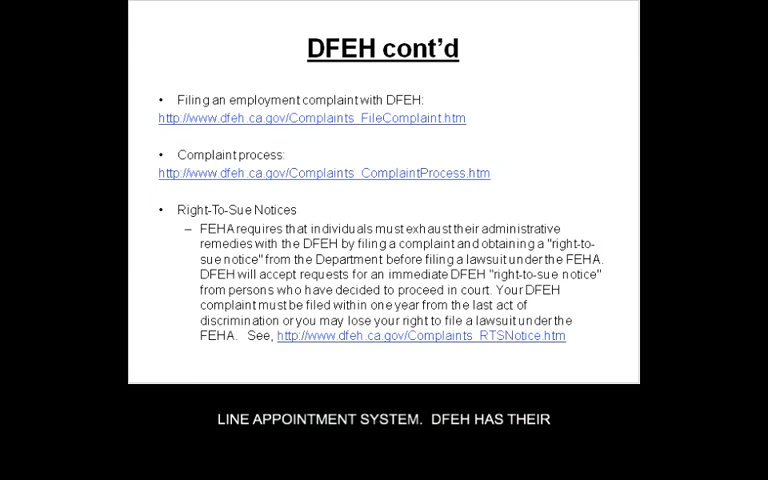 DFEH cont'd
• Filing an employment complaint with DFEH:
http://www.dfeh.ca.gov/Complaints_FileComplaint.htm
• Complaint process:
http://www.dfeh.ca.gov/Complaints_ComplaintProcess.htm
• Right-To-Sue Notices
– FEHA requires that individuals must exhaust their administrative
remedies with the DFEH by filing a complaint and obtaining a "right-to-
sue notice" from the Department before filing a lawsuit under the FEHA.
DFEH will accept requests for an immediate DFEH "right-to-sue notice"
from persons who have decided to proceed in court. Your DFEH
complaint must be filed within one year from the last act of
discrimination or you may lose your right to file a lawsuit under the
FEHA. See, http://www.dfeh.ca.gov/Complaints_RTSNotice.htm
LINE APPOINTMENT SYSTEM. DFEH HAS THEIR